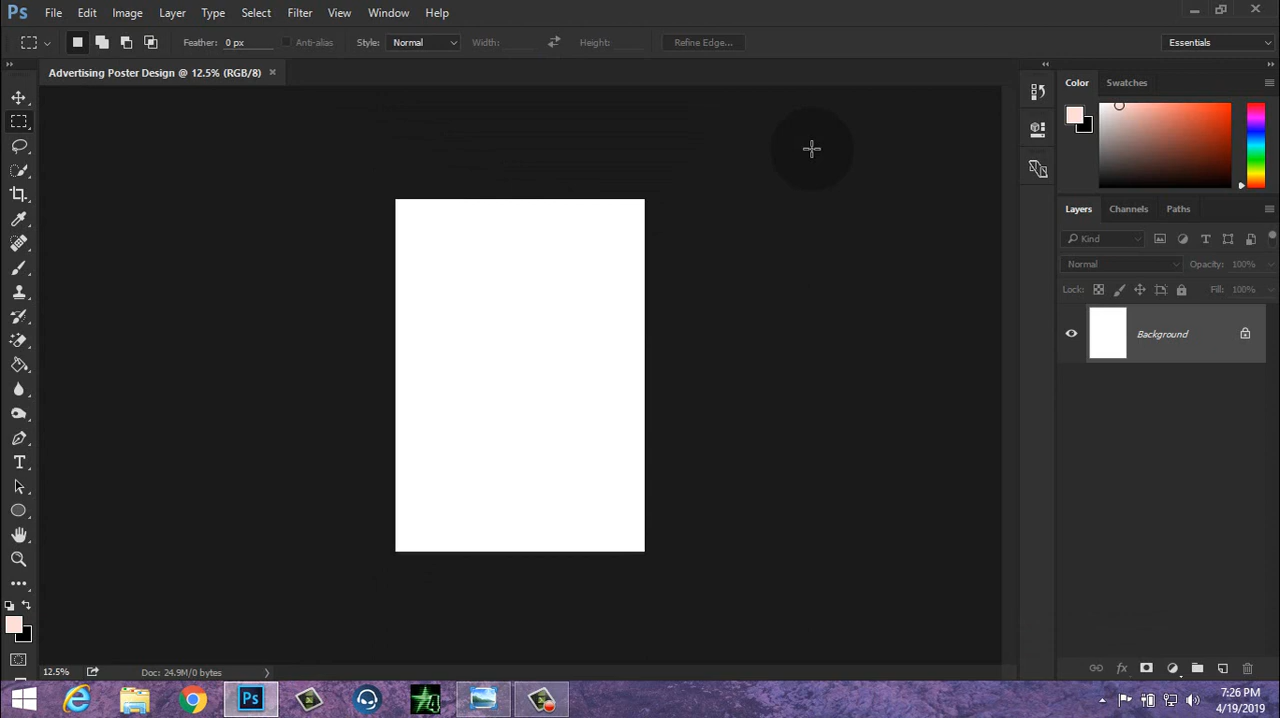 Ps File Edit Image Layer Type Select Filter View Window Help
Feather: 0 px Anti-alias Style: Normal Width: Height: Refine Edge... Essentials
Advertising Poster Design @ 12.5% (RGB/8) ×
Color Swatches
Layers Channels Paths
Kind
Normal Opacity: 100%
Lock: Fill: 100%
Background
12.5% Doc: 24.9M/0 bytes
Ps
7:26 PM
4/19/2019